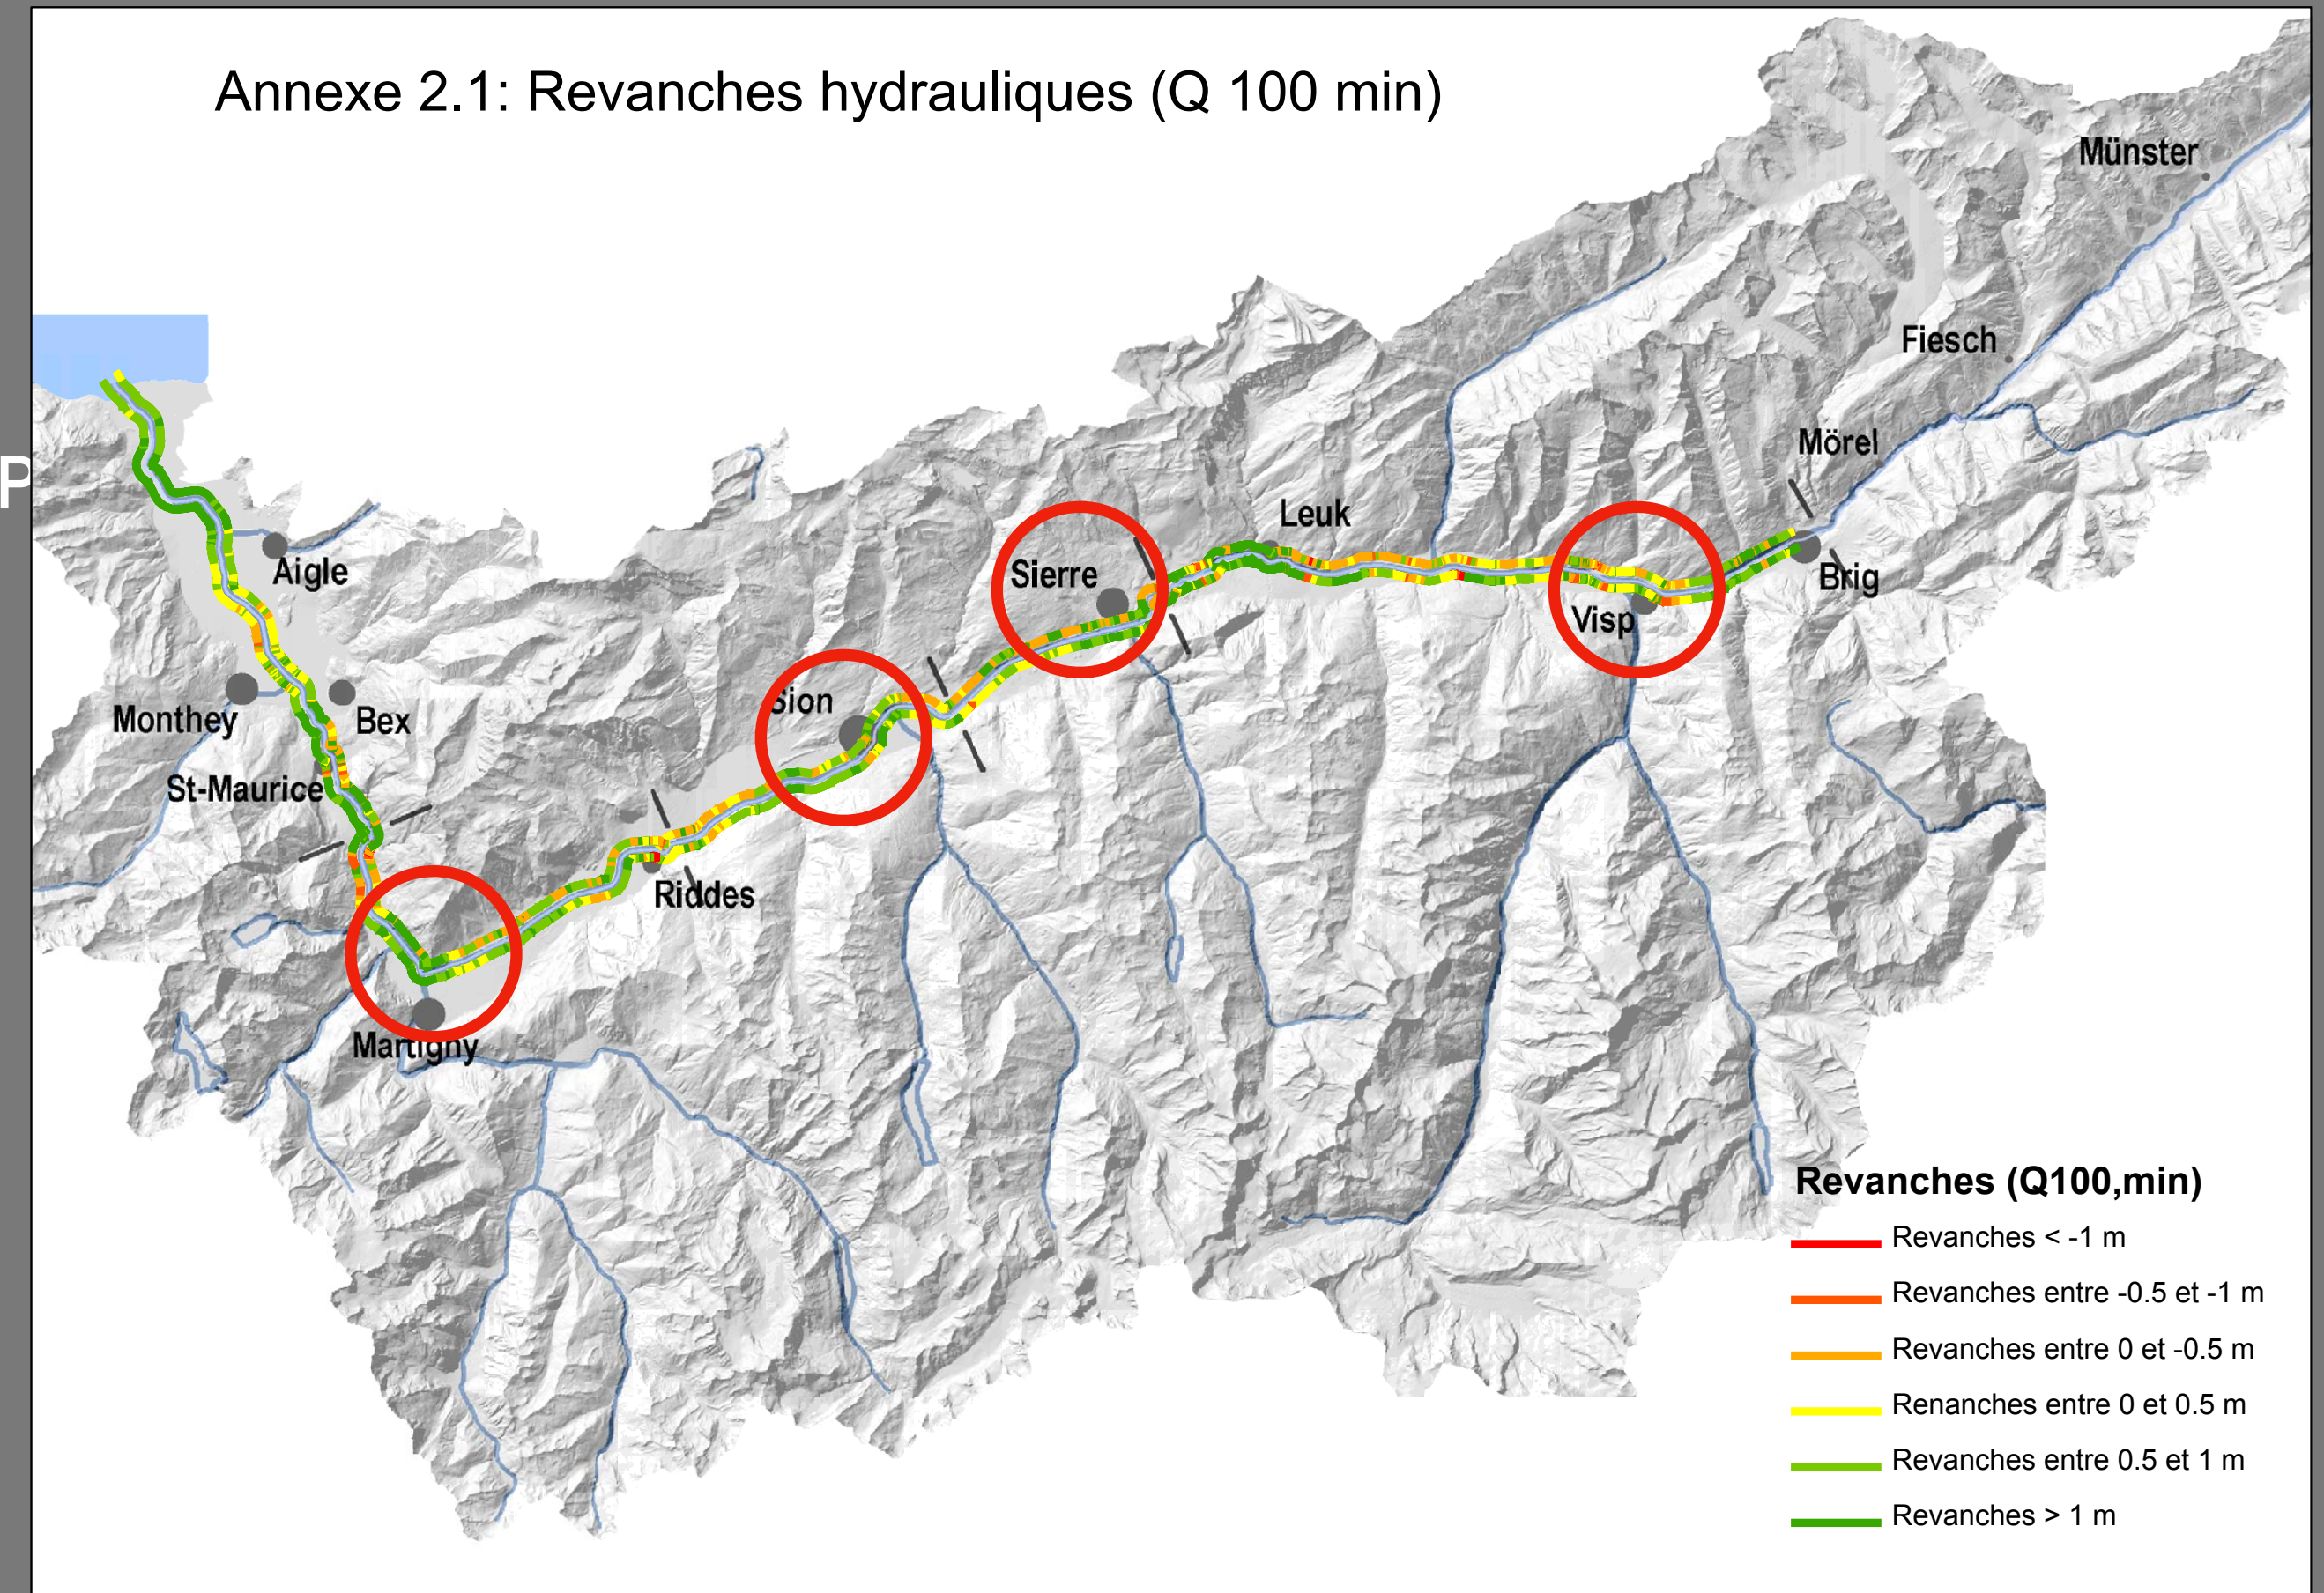 Annexe 2.1: Revanches hydrauliques (Q 100 min)
Münster
Fiesch
Mörel
P
Leuk
Aigle
Sierre
Brig
Visp
Sion
Monthey
Bex
St-Maurice
Riddes
Martigny
Revanches (Q100,min)
Revanches < -1 m
Revanches entre -0.5 et -1 m
Revanches entre 0 et -0.5 m
Renanches entre 0 et 0.5 m
Revanches entre 0.5 et 1 m
Revanches > 1 m